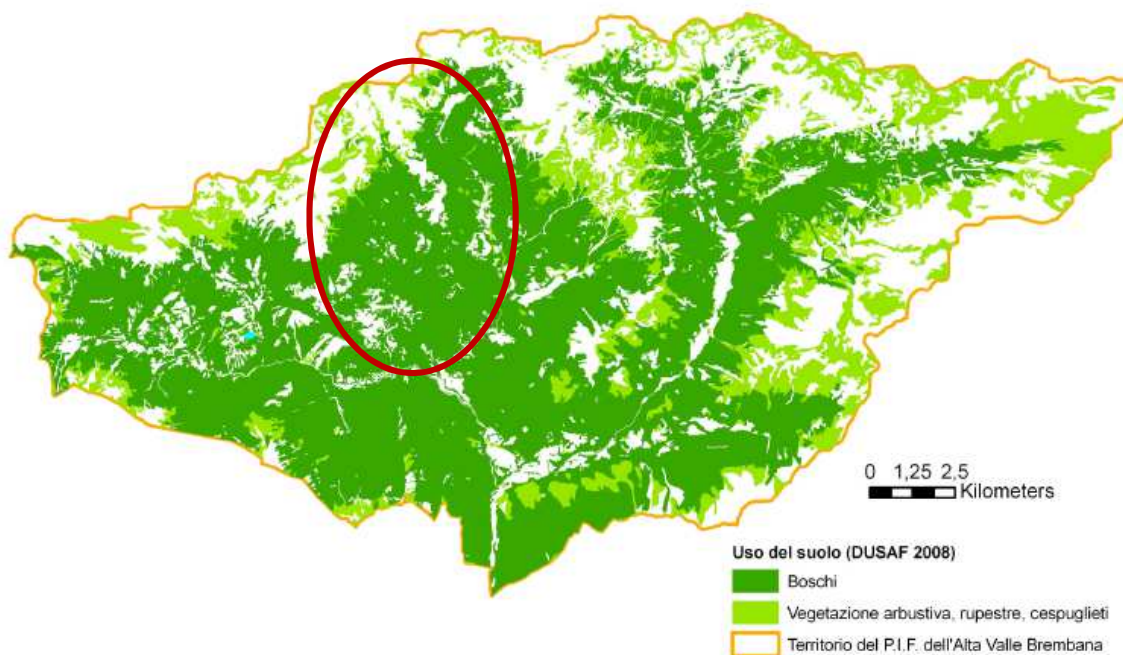 0 1,25 2,5
Kilometers
Uso del suolo (DUSAF 2008)
Boschi
Vegetazione arbustiva, rupestre, cespuglieti
Territorio del P.I.F. dell'Alta Valle Brembana